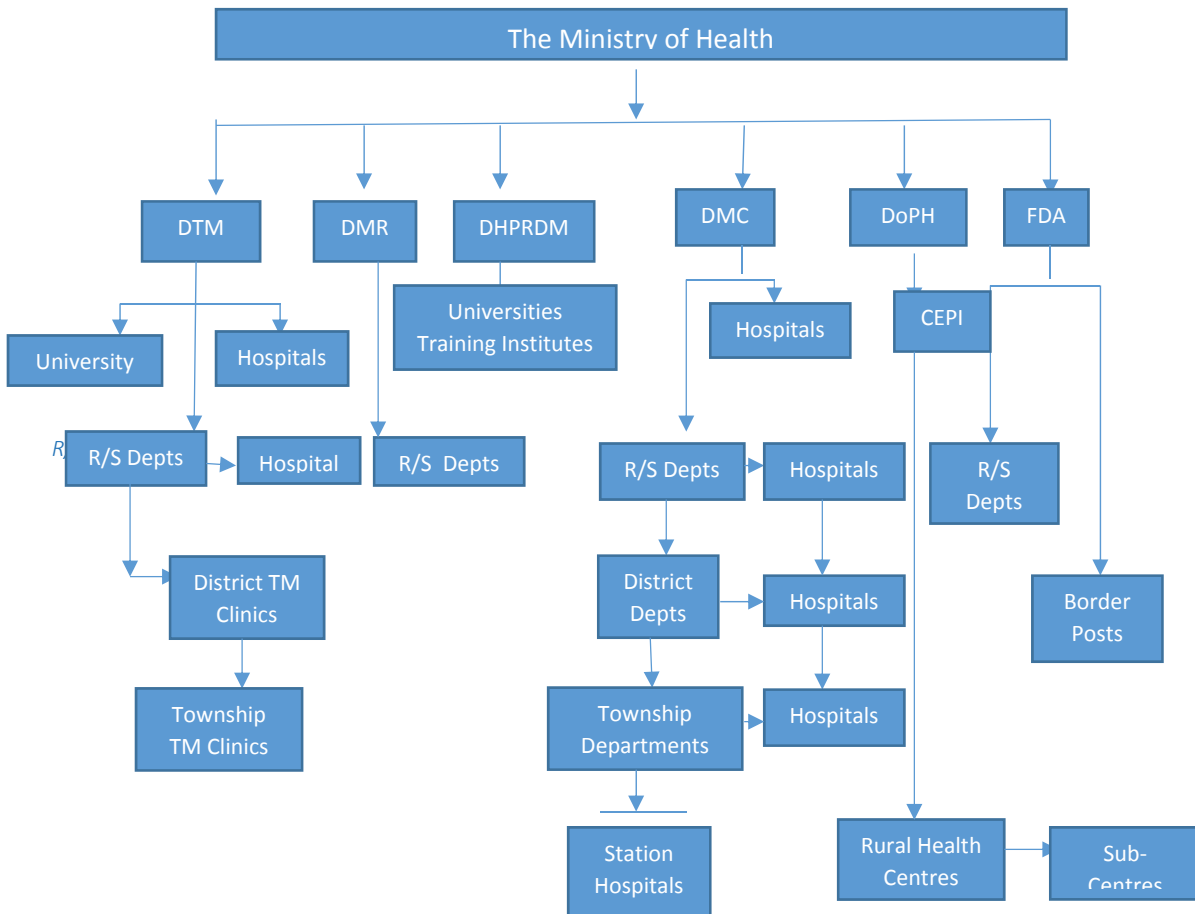 The Ministry of Health
DTM
DMR
DHPRDM
DMC
DoPH
FDA
University
Hospitals
Universities
Training Institutes
Hospitals
CEPI
R/
R/S Depts
Hospital
R/S Depts
R/S Depts
Hospitals
R/S
Depts
District TM
Clinics
District
Depts
Hospitals
Border
Posts
Township
TM Clinics
Township
Departments
Hospitals
Station
Hospitals
Rural Health
Centres
Sub-
Centres